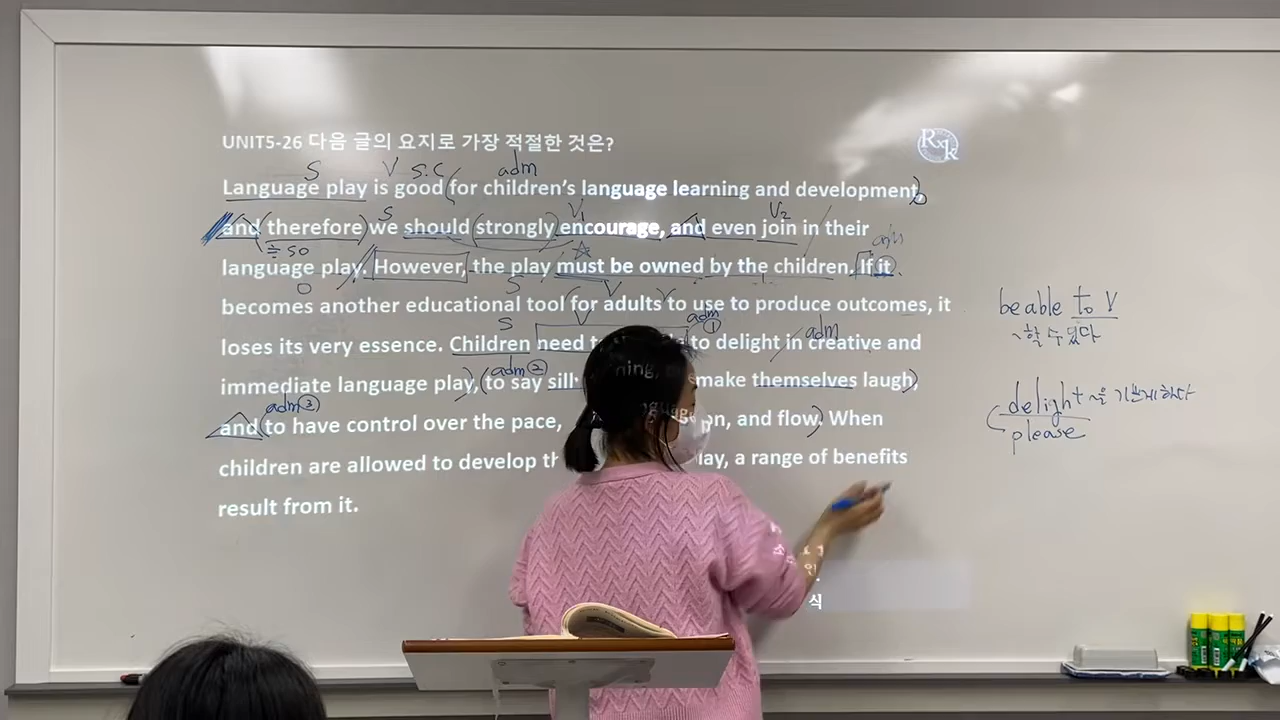 UNIT5-26 다음 글의 요지로 가장 적절한 것은?
RK
S V S.C adm
Language play is good for children's language learning and development,
S V1 V2
and therefore we should strongly encourage, and even join in their
≒so
language play. However, the play must be owned by the children. If it
O S V
becomes another educational tool for adults to use to produce outcomes, it
S V adm① adm
loses its very essence. Children need to delight in creative and
adm②
immediate language play, to say make themselves laugh,
adm③
and to have control over the pace, and flow. When
children are allowed to develop a range of benefits
result from it.
be able to V
~할 수 있다
delight ~을 기쁘게하다
please
식